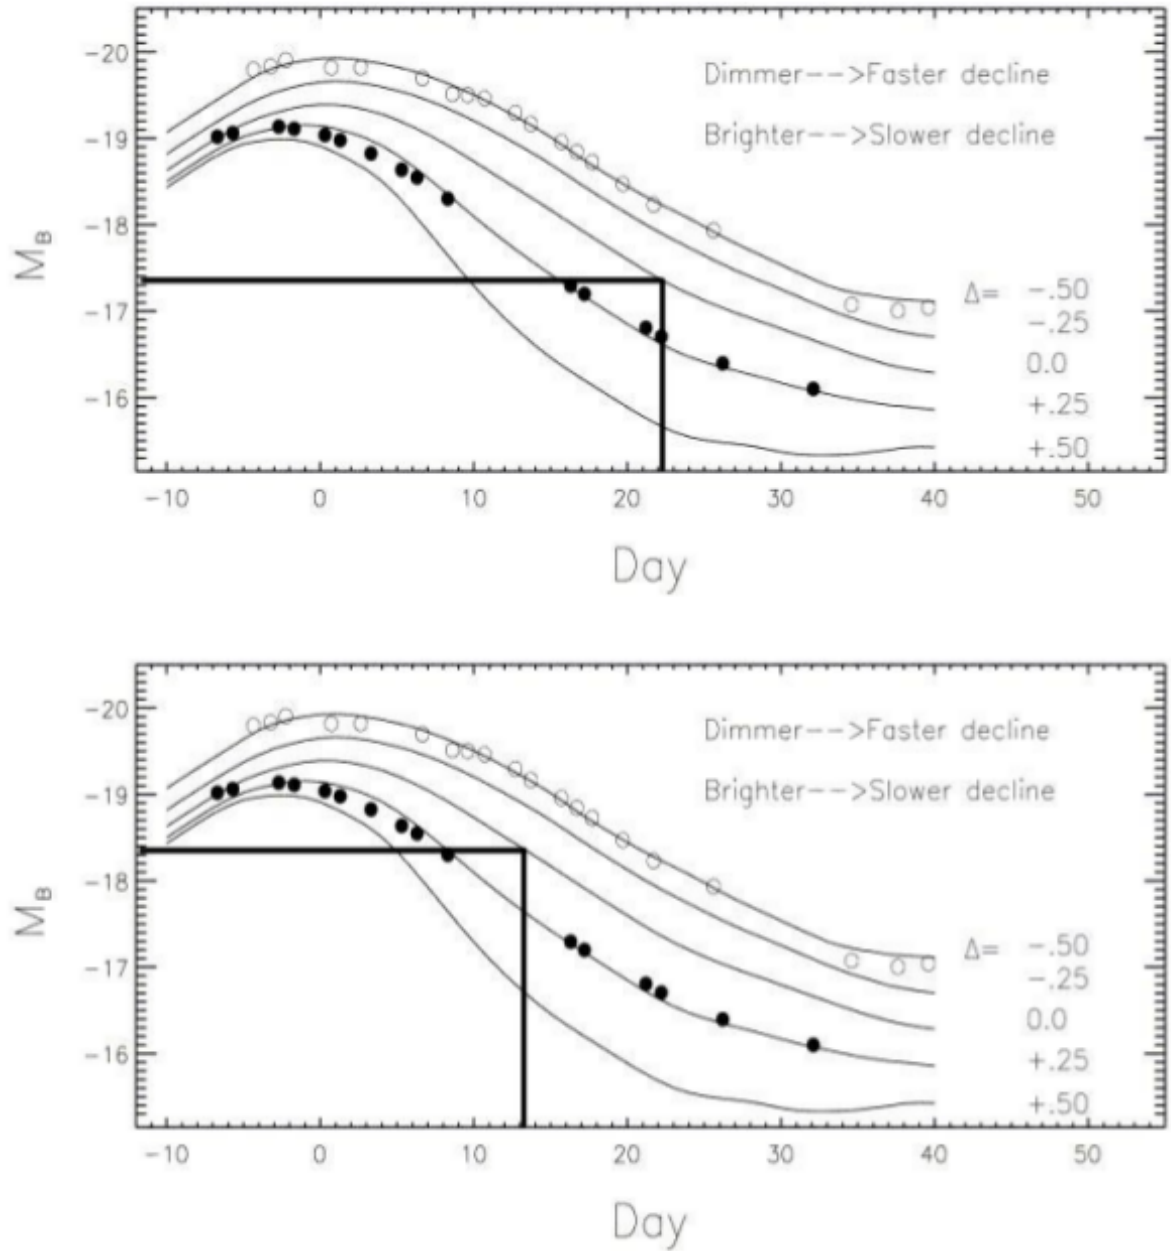 -20
Dimmer-->Faster decline
-19
Brighter-->Slower decline
-18
M_B
-17
Δ= -.50
-.25
0.0
-16
+.25
+.50
-10 0 10 20 30 40 50
Day
-20
Dimmer-->Faster decline
-19
Brighter-->Slower decline
-18
M_B
-17
Δ= -.50
-.25
0.0
-16
+.25
+.50
-10 0 10 20 30 40 50
Day